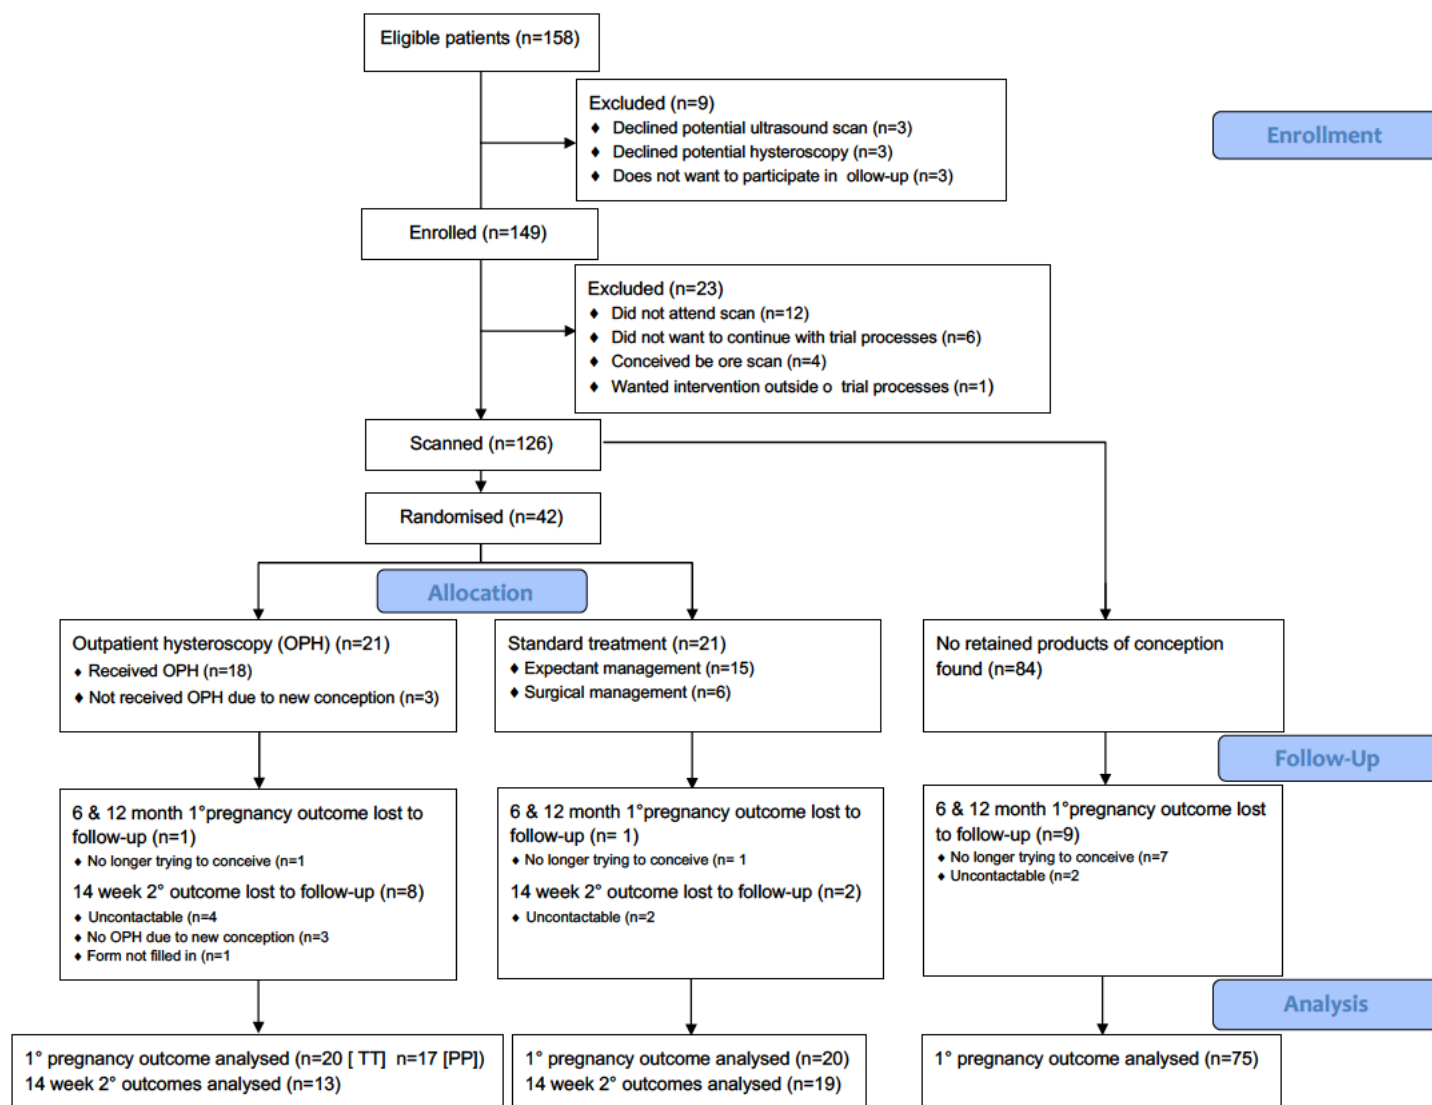 Eligible patients (n=158)
Excluded (n=9)
♦ Declined potential ultrasound scan (n=3)
♦ Declined potential hysteroscopy (n=3)
♦ Does not want to participate in ollow-up (n=3)
Enrollment
Enrolled (n=149)
Excluded (n=23)
♦ Did not attend scan (n=12)
♦ Did not want to continue with trial processes (n=6)
♦ Conceived be ore scan (n=4)
♦ Wanted intervention outside o trial processes (n=1)
Scanned (n=126)
Randomised (n=42)
Allocation
Outpatient hysteroscopy (OPH) (n=21)
♦ Received OPH (n=18)
♦ Not received OPH due to new conception (n=3)
Standard treatment (n=21)
♦ Expectant management (n=15)
♦ Surgical management (n=6)
No retained products of conception
found (n=84)
Follow-Up
6 & 12 month 1°pregnancy outcome lost to
follow-up (n=1)
♦ No longer trying to conceive (n=1
14 week 2° outcome lost to follow-up (n=8)
♦ Uncontactable (n=4
♦ No OPH due to new conception (n=3
♦ Form not filled in (n=1
6 & 12 month 1°pregnancy outcome lost to
follow-up (n= 1)
♦ No longer trying to conceive (n= 1
14 week 2° outcome lost to follow-up (n=2)
♦ Uncontactable (n=2
6 & 12 month 1°pregnancy outcome lost
to follow-up (n=9)
♦ No longer trying to conceive (n=7
♦ Uncontactable (n=2
Analysis
1° pregnancy outcome analysed (n=20 [ TT] n=17 [PP])
14 week 2° outcomes analysed (n=13)
1° pregnancy outcome analysed (n=20)
14 week 2° outcomes analysed (n=19)
1° pregnancy outcome analysed (n=75)